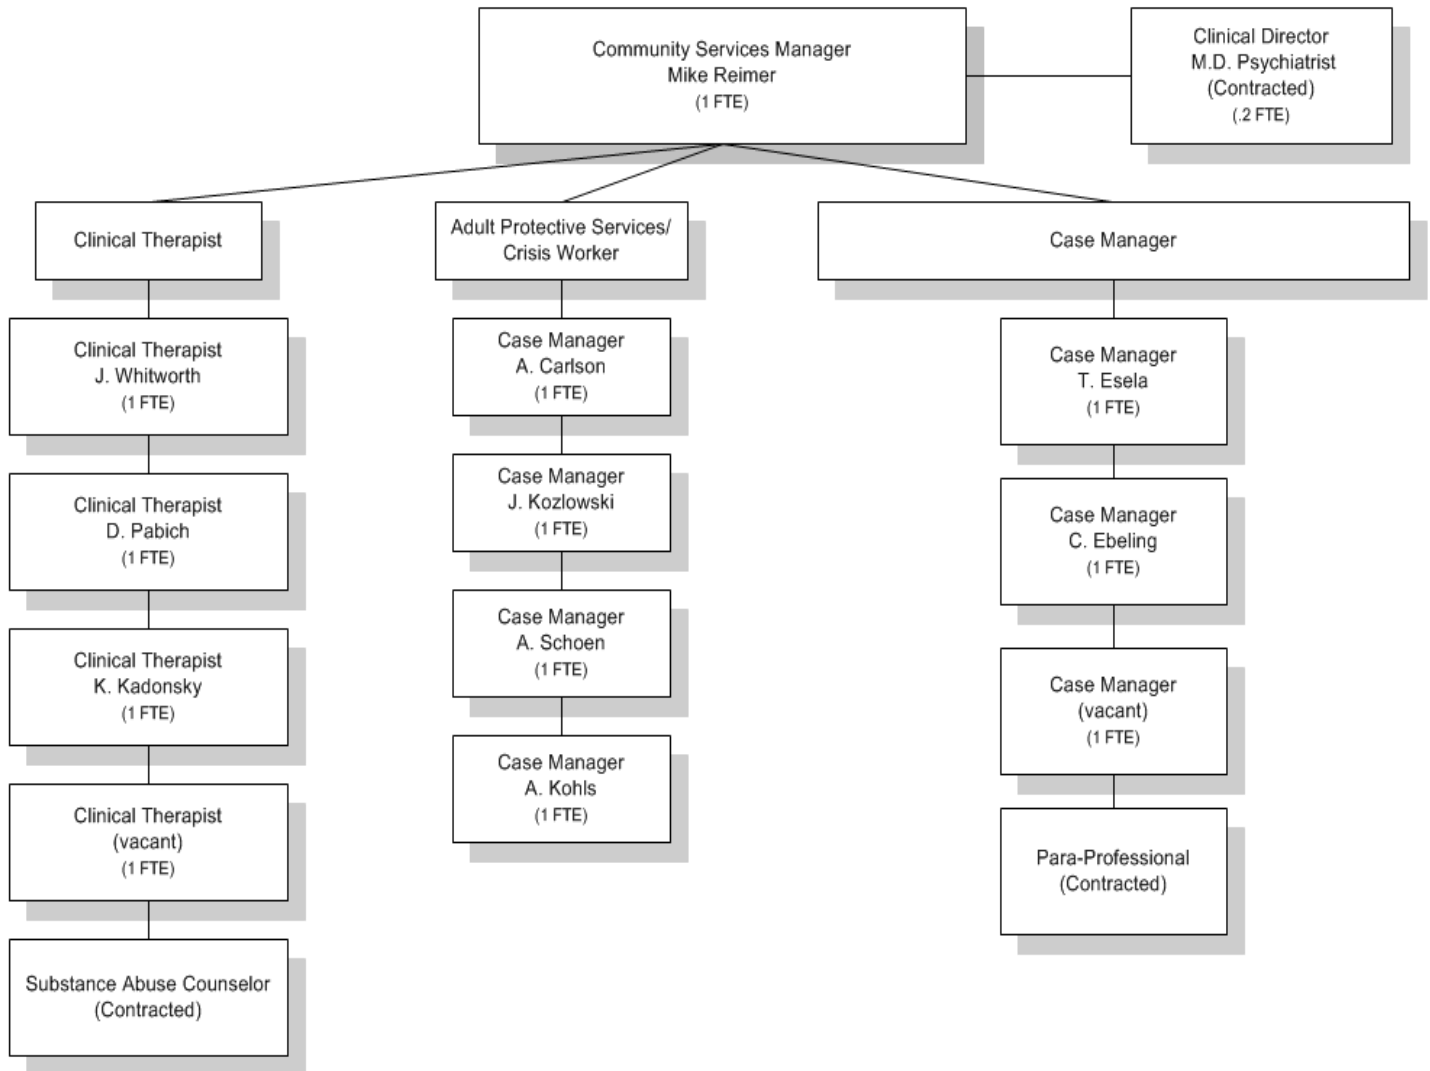 Community Services Manager
Mike Reimer
(1 FTE)
Clinical Director
M.D. Psychiatrist
(Contracted)
(.2 FTE)
Clinical Therapist
Adult Protective Services/
Crisis Worker
Case Manager
Clinical Therapist
J. Whitworth
(1 FTE)
Clinical Therapist
D. Pabich
(1 FTE)
Clinical Therapist
K. Kadonsky
(1 FTE)
Clinical Therapist
(vacant)
(1 FTE)
Substance Abuse Counselor
(Contracted)
Case Manager
A. Carlson
(1 FTE)
Case Manager
J. Kozlowski
(1 FTE)
Case Manager
A. Schoen
(1 FTE)
Case Manager
A. Kohls
(1 FTE)
Case Manager
T. Esela
(1 FTE)
Case Manager
C. Ebeling
(1 FTE)
Case Manager
(vacant)
(1 FTE)
Para-Professional
(Contracted)